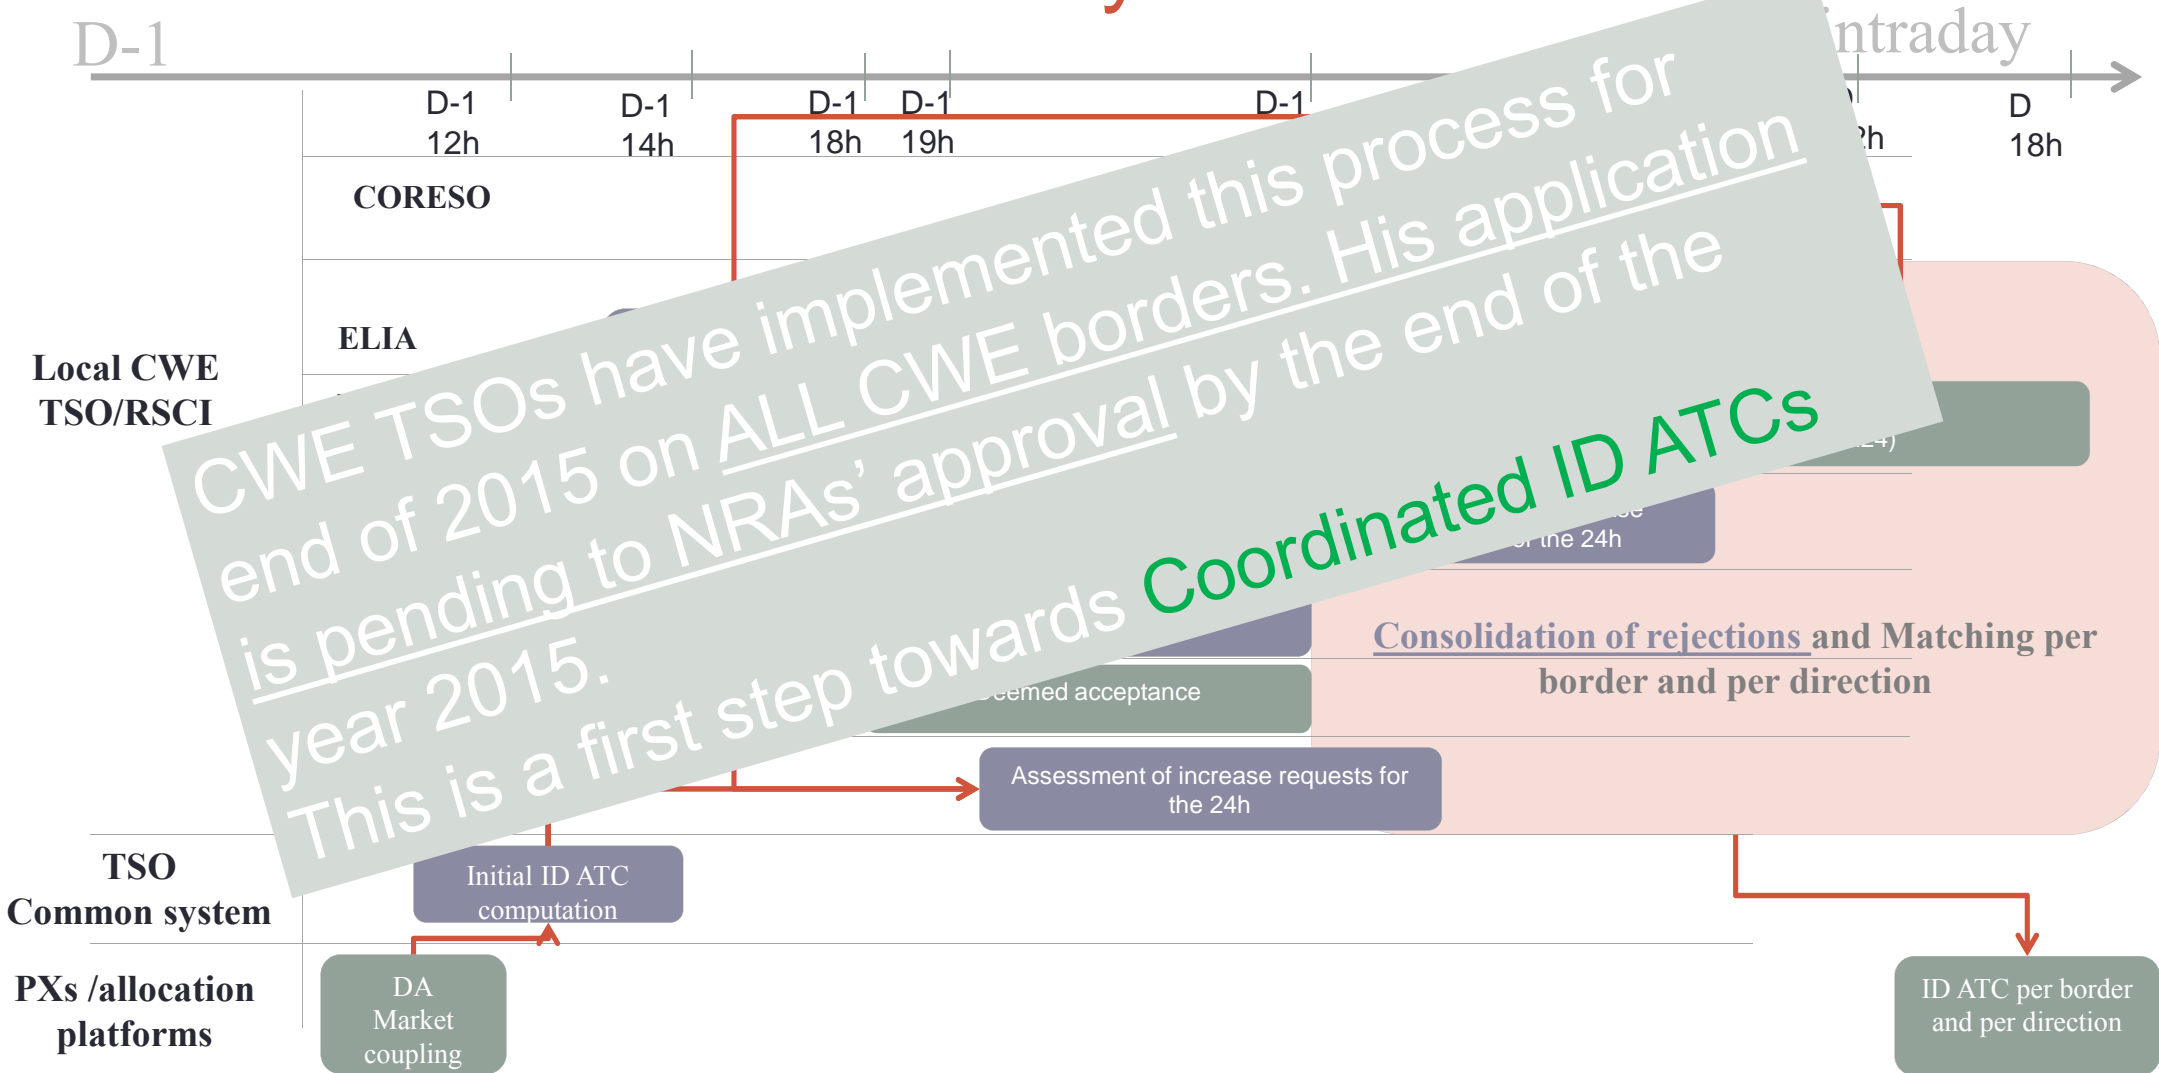 D-1
intraday
D-1
12h
D-1
14h
D-1
18h
D-1
19h
D-1
D
18h
CORESO
ELIA
Local CWE
TSO/RSCI
CWE TSOs have implemented this process for
end of 2015 on ALL CWE borders. His application
is pending to NRAs’ approval by the end of the
year 2015.
This is a first step towards Coordinated ID ATCs
the 24h
Consolidation of rejections and Matching per
border and per direction
Deemed acceptance
Assessment of increase requests for
the 24h
TSO
Common system
Initial ID ATC
computation
PXs /allocation
platforms
DA
Market
coupling
ID ATC per border
and per direction